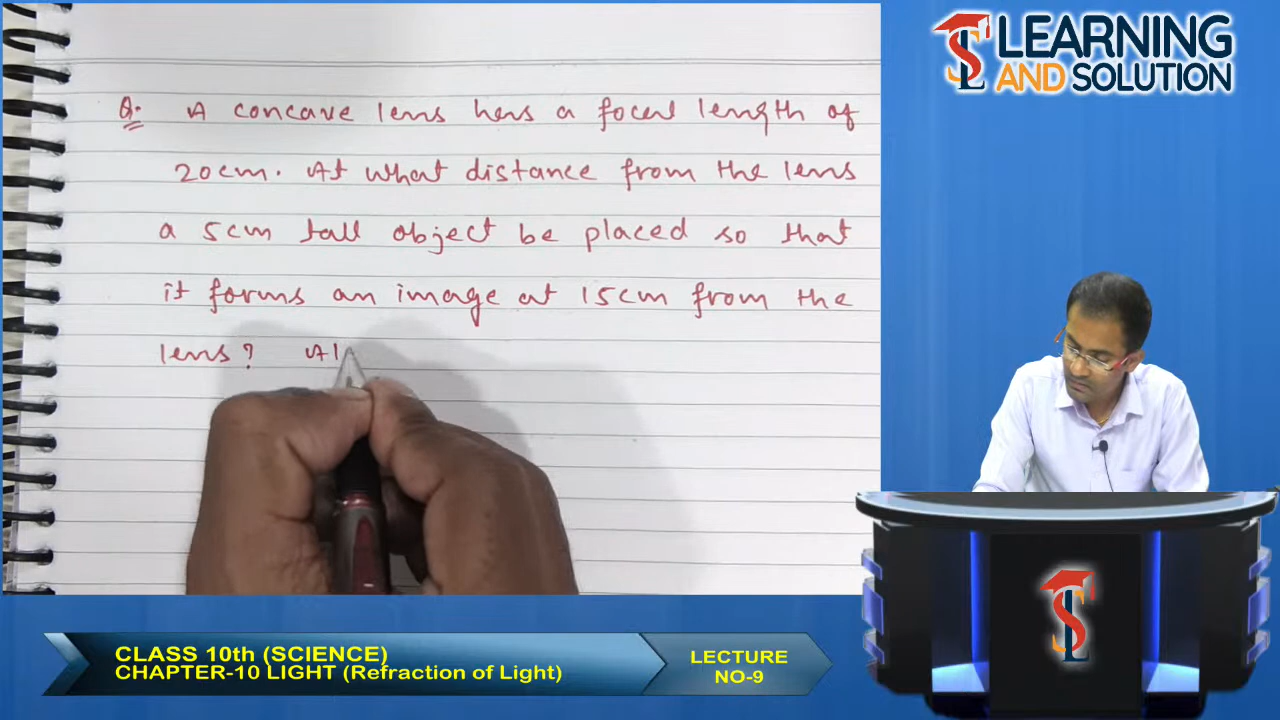 Q. A concave lens has a focal length of
20cm. At what distance from the lens
a 5cm tall object be placed so that
it forms an image at 15cm from the
lens? Al
LEARNING
AND SOLUTION
CLASS 10th (SCIENCE)
CHAPTER-10 LIGHT (Refraction of Light)
LECTURE
NO-9